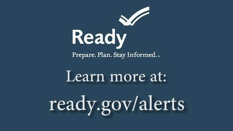 Ready
Prepare. Plan. Stay Informed.
Learn more at:
ready.gov/alerts